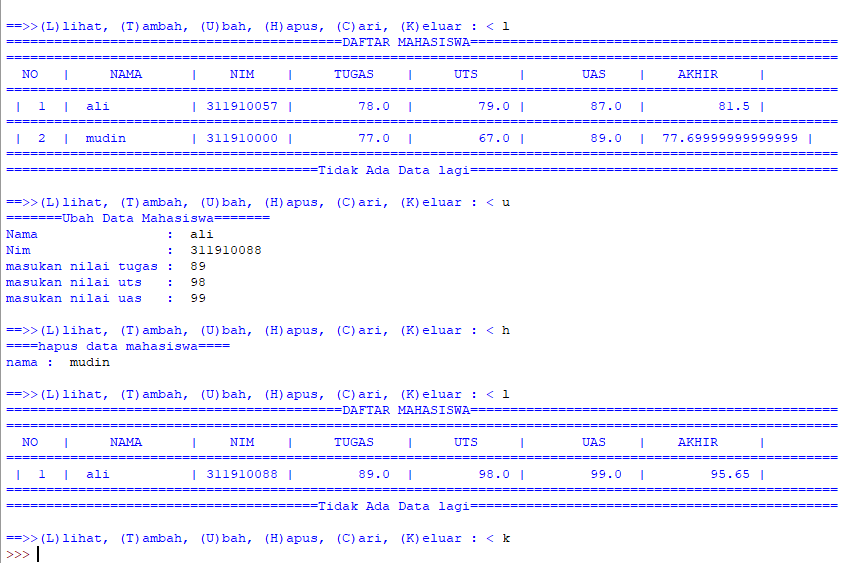 ==>>(L)lihat, (T)ambah, (U)bah, (H)apus, (C)ari, (K)eluar : < l
==========================================DAFTAR MAHASISWA==============================================
========================================================================================================
  NO   |     NAMA      |    NIM    |     TUGAS    |     UTS     |       UAS    |    AKHIR     |
========================================================================================================
 |  1  |  ali          | 311910057 |        78.0  |        79.0 |        87.0  |         81.5 |
========================================================================================================
 |  2  |  mudin        | 311910000 |        77.0  |        67.0 |        89.0  |  77.69999999999999 |
========================================================================================================
=======================================Tidak Ada Data lagi==============================================

==>>(L)lihat, (T)ambah, (U)bah, (H)apus, (C)ari, (K)eluar : < u
=======Ubah Data Mahasiswa=======
Nama                :  ali
Nim                 :  311910088
masukan nilai tugas :  89
masukan nilai uts   :  98
masukan nilai uas   :  99

==>>(L)lihat, (T)ambah, (U)bah, (H)apus, (C)ari, (K)eluar : < h
====hapus data mahasiswa====
nama :  mudin

==>>(L)lihat, (T)ambah, (U)bah, (H)apus, (C)ari, (K)eluar : < l
==========================================DAFTAR MAHASISWA==============================================
========================================================================================================
  NO   |     NAMA      |    NIM    |     TUGAS    |     UTS     |       UAS    |    AKHIR     |
========================================================================================================
 |  1  |  ali          | 311910088 |        89.0  |        98.0 |        99.0  |        95.65 |
========================================================================================================
=======================================Tidak Ada Data lagi==============================================

==>>(L)lihat, (T)ambah, (U)bah, (H)apus, (C)ari, (K)eluar : < k
>>>